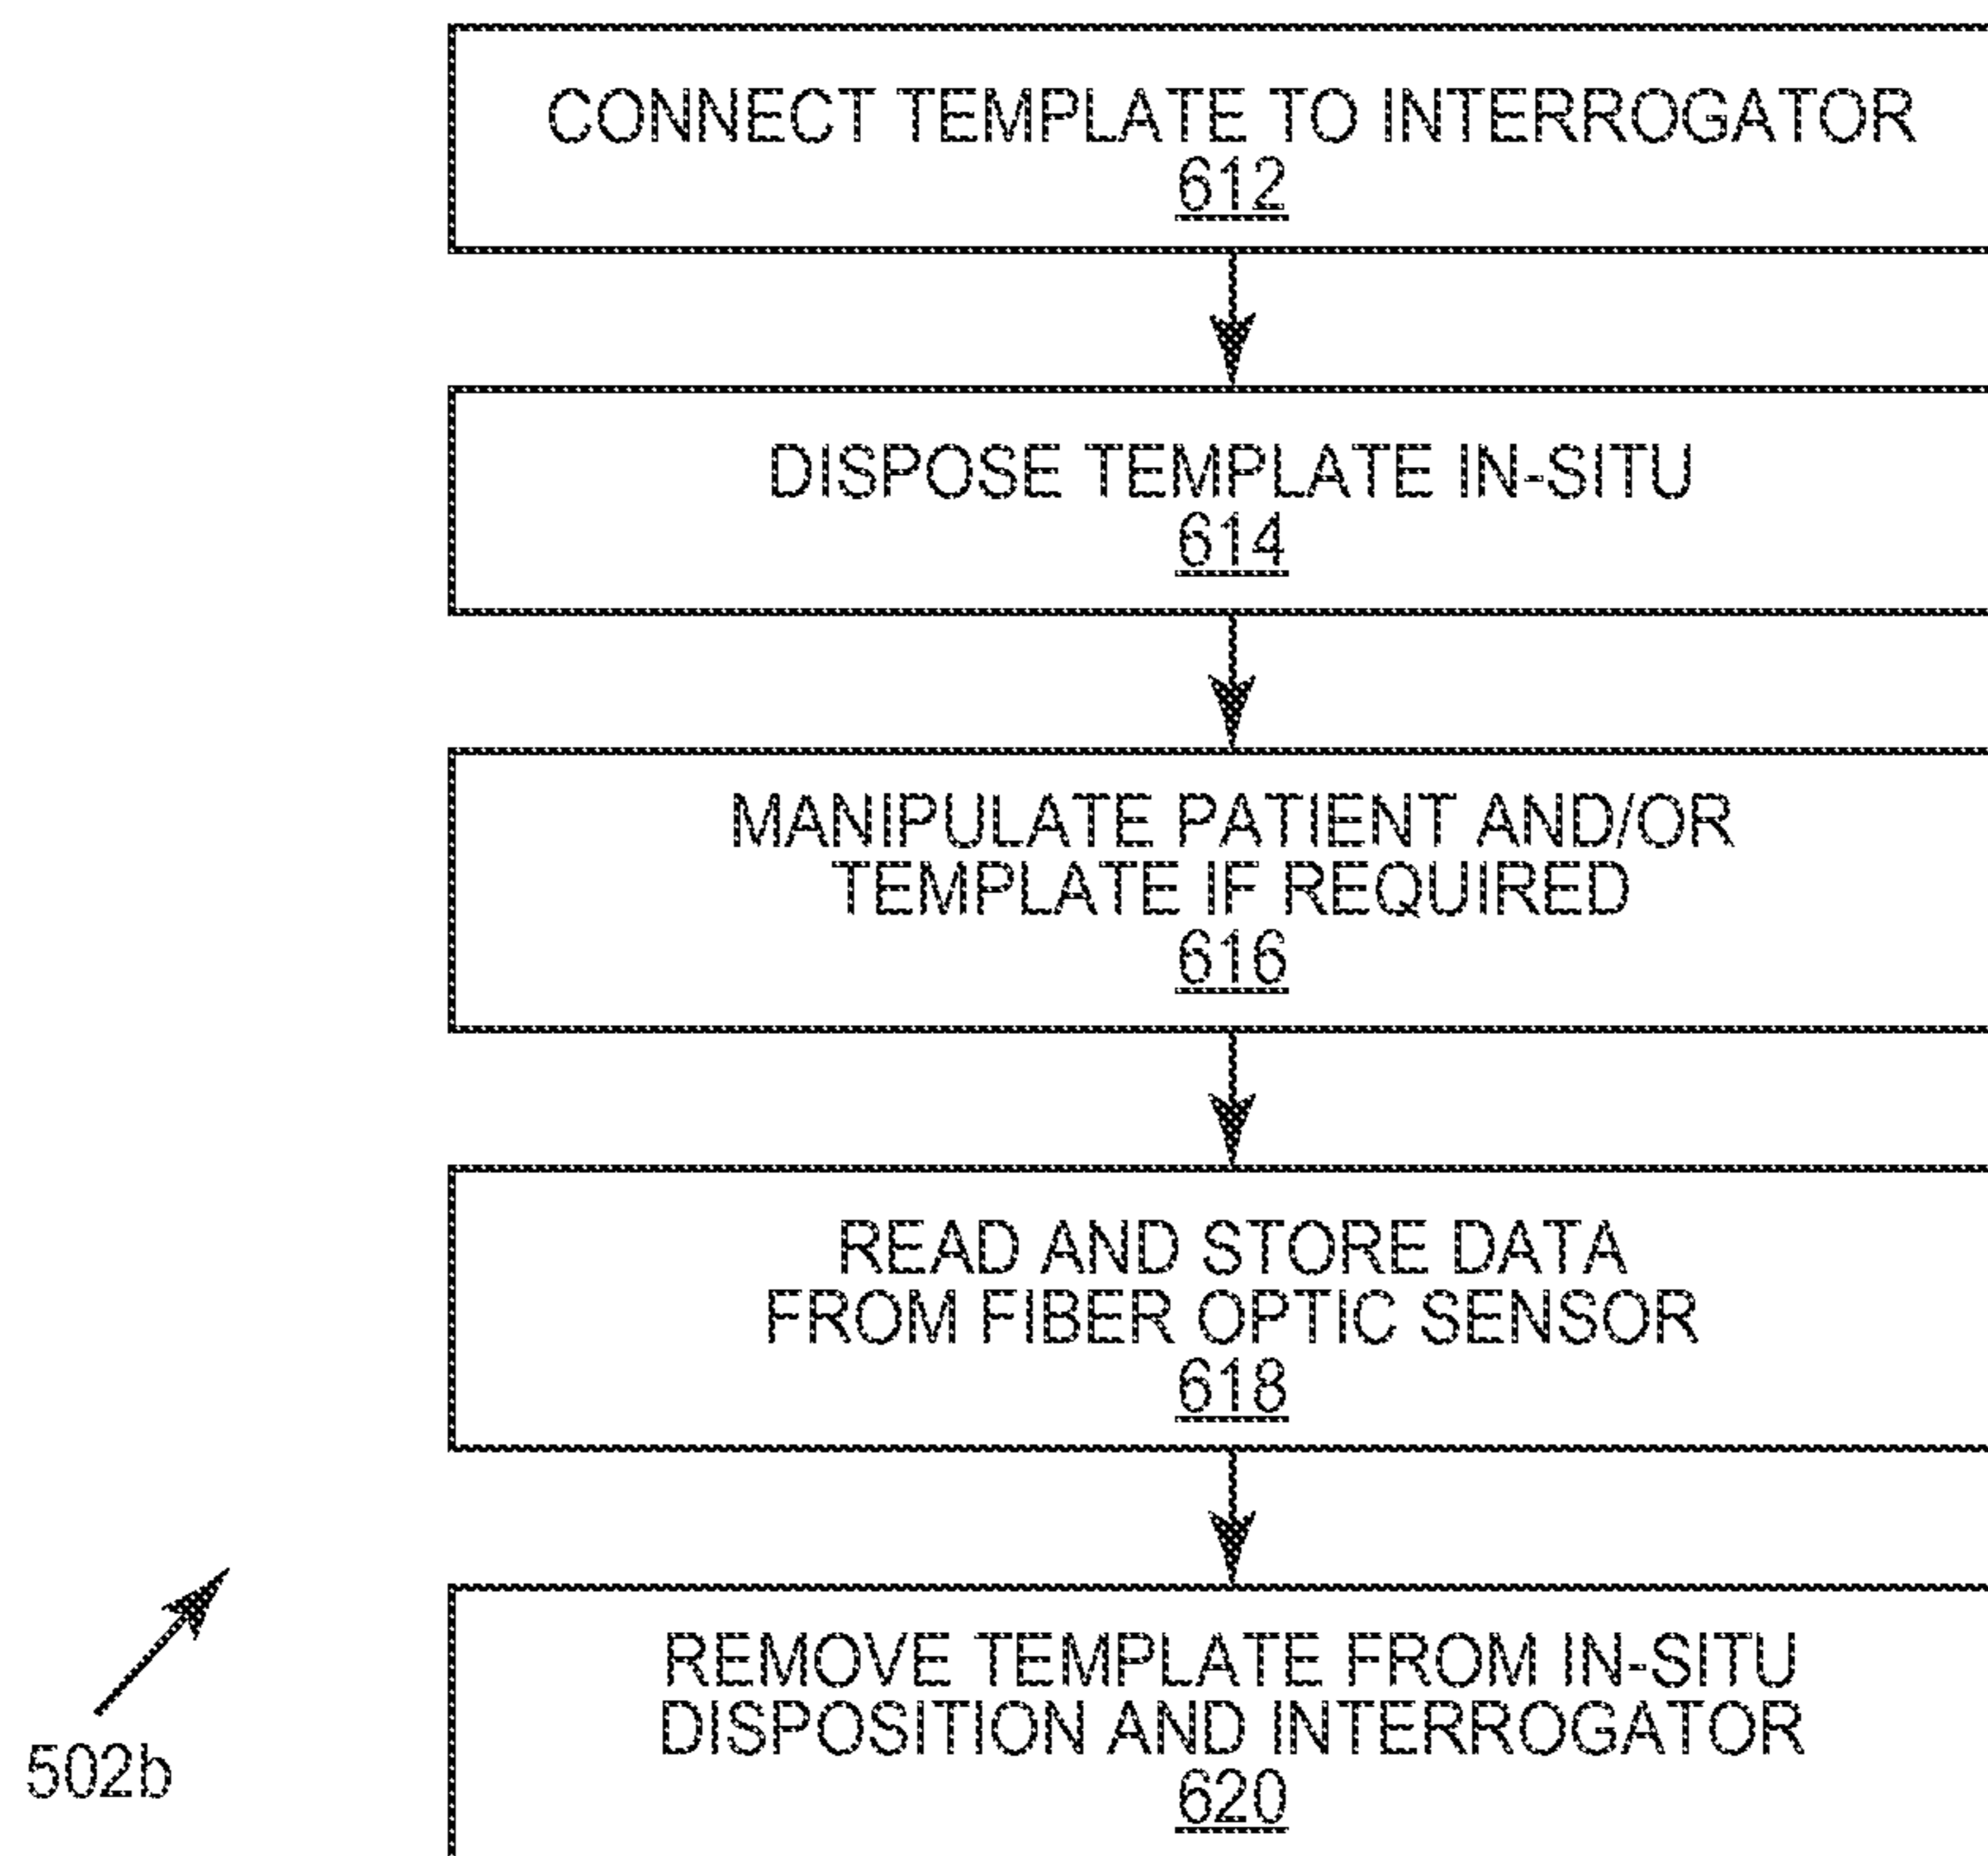 CONNECT TEMPLATE TO INTERROGATOR
612
DISPOSE TEMPLATE IN-SITU
614
MANIPULATE PATIENT AND/OR
TEMPLATE IF REQUIRED
616
READ AND STORE DATA
FROM FIBER OPTIC SENSOR
618
REMOVE TEMPLATE FROM IN-SITU
DISPOSITION AND INTERROGATOR
620
502b